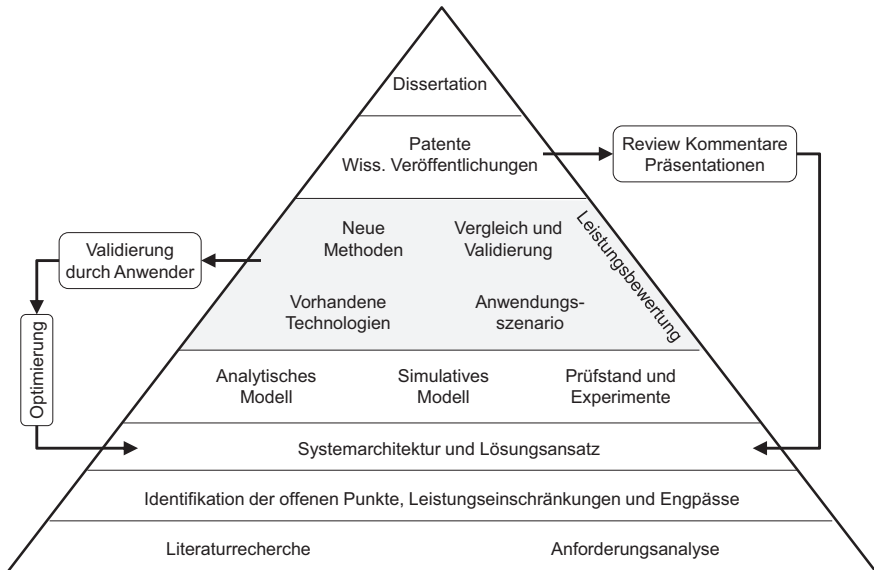 Dissertation
Patente
Wiss. Veröffentlichungen
Review Kommentare
Präsentationen
Neue
Methoden
Vergleich und
Validierung
Leistungsbewertung
Validierung
durch Anwender
Vorhandene
Technologien
Anwendungs-
szenario
Optimierung
Analytisches
Modell
Simulatives
Modell
Prüfstand und
Experimente
Systemarchitektur und Lösungsansatz
Identifikation der offenen Punkte, Leistungseinschränkungen und Engpässe
Literaturrecherche
Anforderungsanalyse